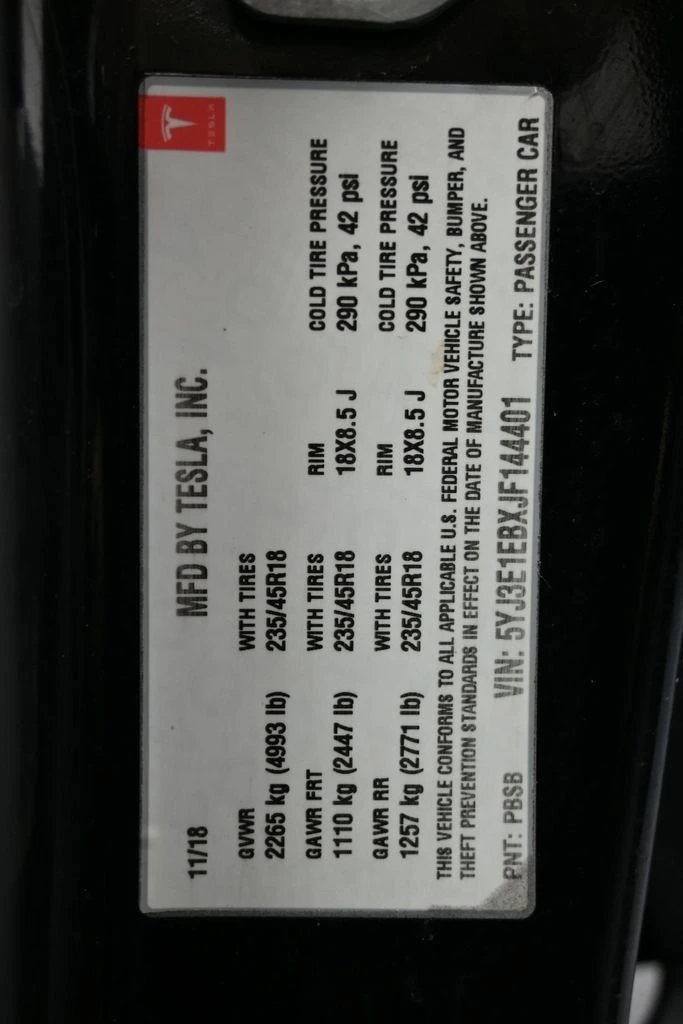 TESLA
MFD BY TESLA, INC.
11/18
GVWR WITH TIRES
2265 kg (4993 lb) 235/45R18
GAWR FRT WITH TIRES RIM COLD TIRE PRESSURE
1110 kg (2447 lb) 235/45R18 18X8.5 J 290 kPa, 42 psi
GAWR RR WITH TIRES RIM COLD TIRE PRESSURE
1257 kg (2771 lb) 235/45R18 18X8.5 J 290 kPa, 42 psi
THIS VEHICLE CONFORMS TO ALL APPLICABLE U.S. FEDERAL MOTOR VEHICLE SAFETY, BUMPER, AND
THEFT PREVENTION STANDARDS IN EFFECT ON THE DATE OF MANUFACTURE SHOWN ABOVE.
PNT: PBSB VIN: 5YJ3E1EBXJF144401 TYPE: PASSENGER CAR